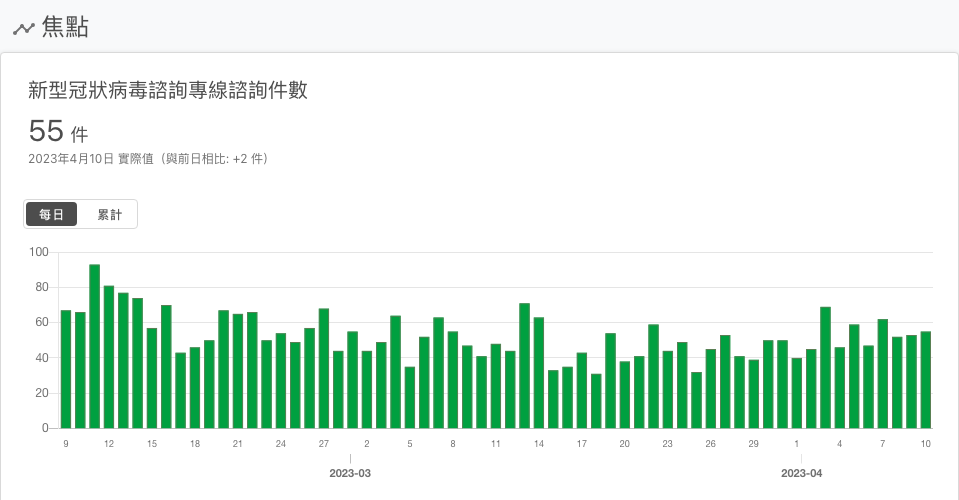 焦點
新型冠狀病毒諮詢專線諮詢件數
55 件
2023年4月10日 實際值（與前日相比: +2 件）
每日 累計
100
80
60
40
20
0
9 12 15 18 21 24 27 2 5 8 11 14 17 20 23 26 29 1 4 7 10
2023-03 2023-04